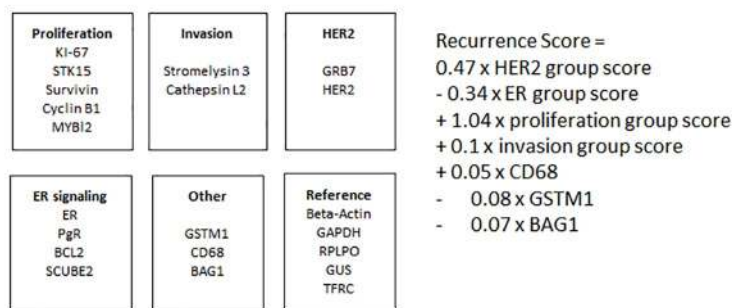 Proliferation
KI-67
STK15
Survivin
Cyclin B1
MYBl2
Invasion
Stromelysin 3
Cathepsin L2
HER2
GRB7
HER2
ER signaling
ER
PgR
BCL2
SCUBE2
Other
GSTM1
CD68
BAG1
Reference
Beta-Actin
GAPDH
RPLPO
GUS
TFRC
Recurrence Score =
0.47 x HER2 group score
- 0.34 x ER group score
+ 1.04 x proliferation group score
+ 0.1 x invasion group score
+ 0.05 x CD68
- 0.08 x GSTM1
- 0.07 x BAG1